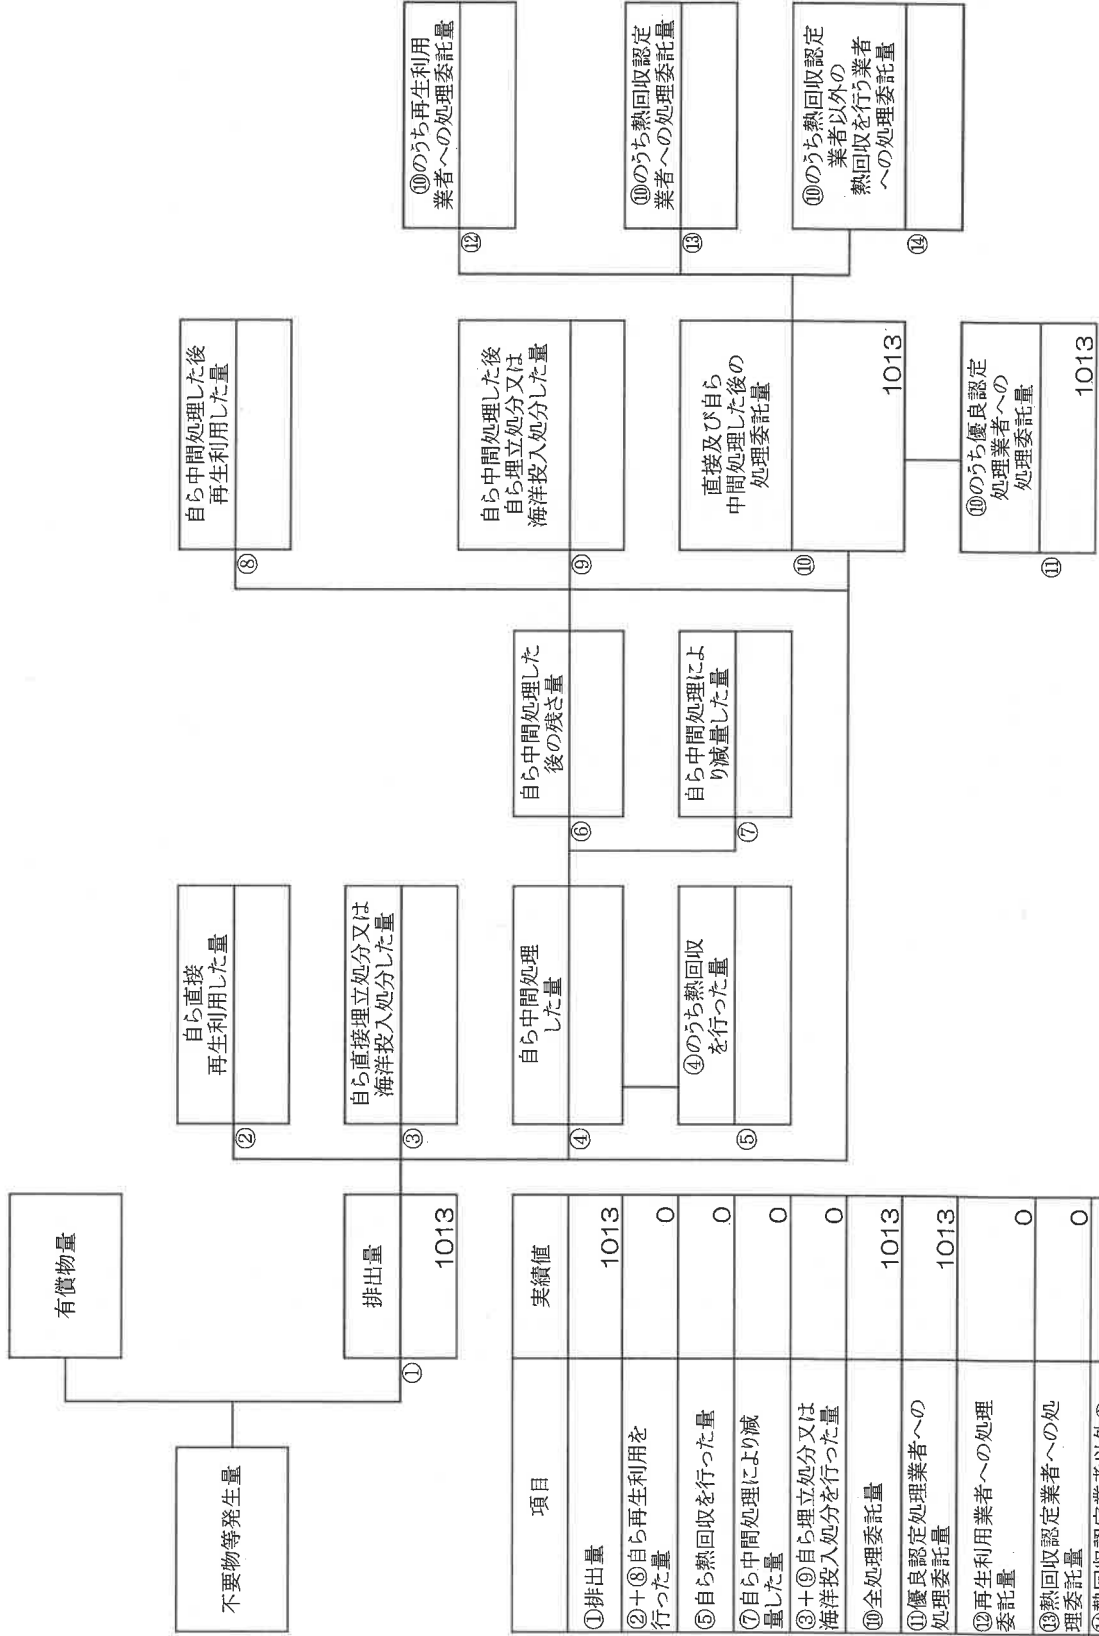 不要物等発生量
有償物量
排出量
①
1013
自ら直接
再生利用した量
②
自ら直接埋立処分又は
海洋投入処分した量
③
自ら中間処理
した量
④
④のうち熱回収
を行った量
⑤
自ら中間処理した
後の残さ量
⑥
自ら中間処理によ
り減量した量
⑦
自ら中間処理した後
再生利用した量
⑧
自ら中間処理した後
自ら埋立処分又は
海洋投入処分した量
⑨
直接及び自ら
中間処理した後の
処理委託量
⑩
1013
⑩のうち優良認定
処理業者への
処理委託量
⑪
1013
⑩のうち再生利用
業者への処理委託量
⑫
⑩のうち熱回収認定
業者への処理委託量
⑬
⑩のうち熱回収認定
業者以外の
熱回収を行う業者
への処理委託量
⑭
項目 実績値
①排出量 1013
②+⑧自ら再生利用を
行った量 0
⑤自ら熱回収を行った量 0
⑦自ら中間処理により減
量した量 0
③+⑨自ら埋立処分又は
海洋投入処分を行った量 0
⑩全処理委託量 1013
⑪優良認定処理業者への
処理委託量 1013
⑫再生利用業者への処理
委託量 0
⑬熱回収認定業者への処
理委託量 0